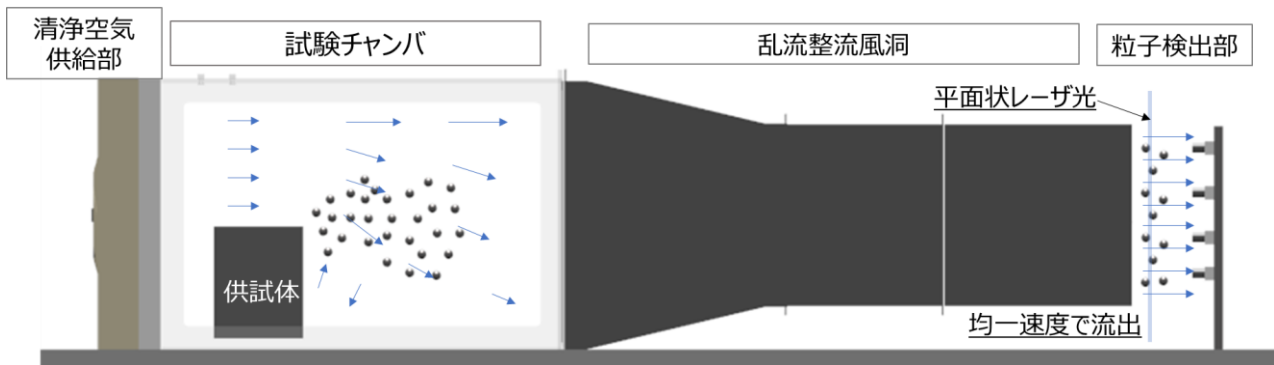 清浄空気
供給部
試験チャンバ
乱流整流風洞
粒子検出部
平面状レーザ光
供試体
均一速度で流出